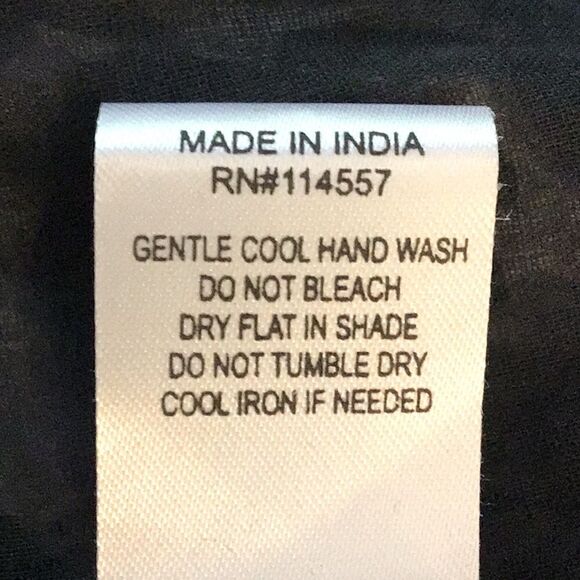 MADE IN INDIA
RN#114557
GENTLE COOL HAND WASH
DO NOT BLEACH
DRY FLAT IN SHADE
DO NOT TUMBLE DRY
COOL IRON IF NEEDED